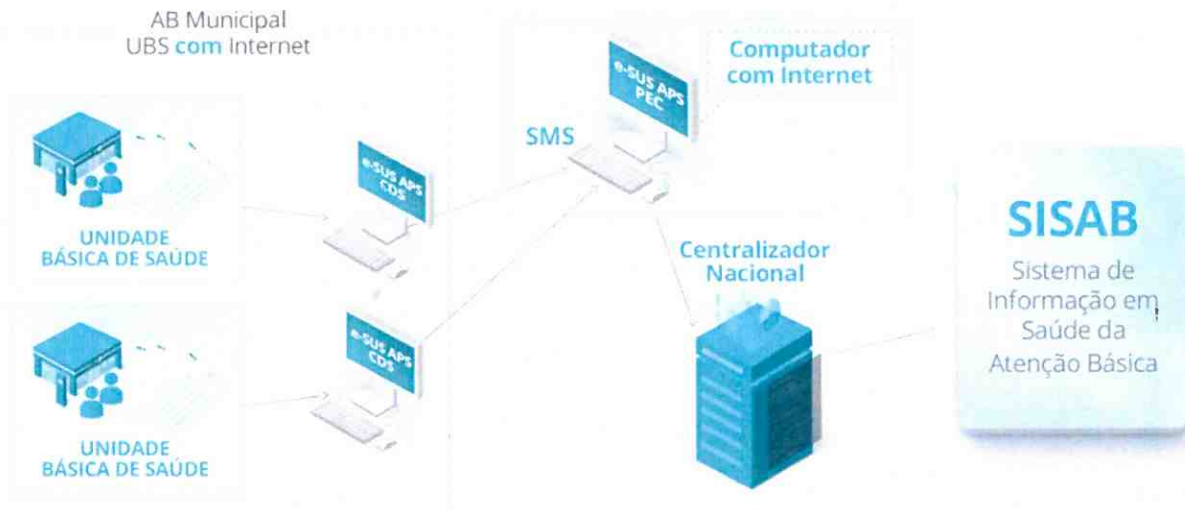 AB Municipal
UBS com Internet
UNIDADE
BÁSICA DE SAÚDE
UNIDADE
BÁSICA DE SAÚDE
e-SUS APS
CDS
e-SUS APS
CDS
SMS
e-SUS APS
PEC
Computador
com Internet
Centralizador
Nacional
SISAB
Sistema de
Informação em
Saúde da
Atenção Básica